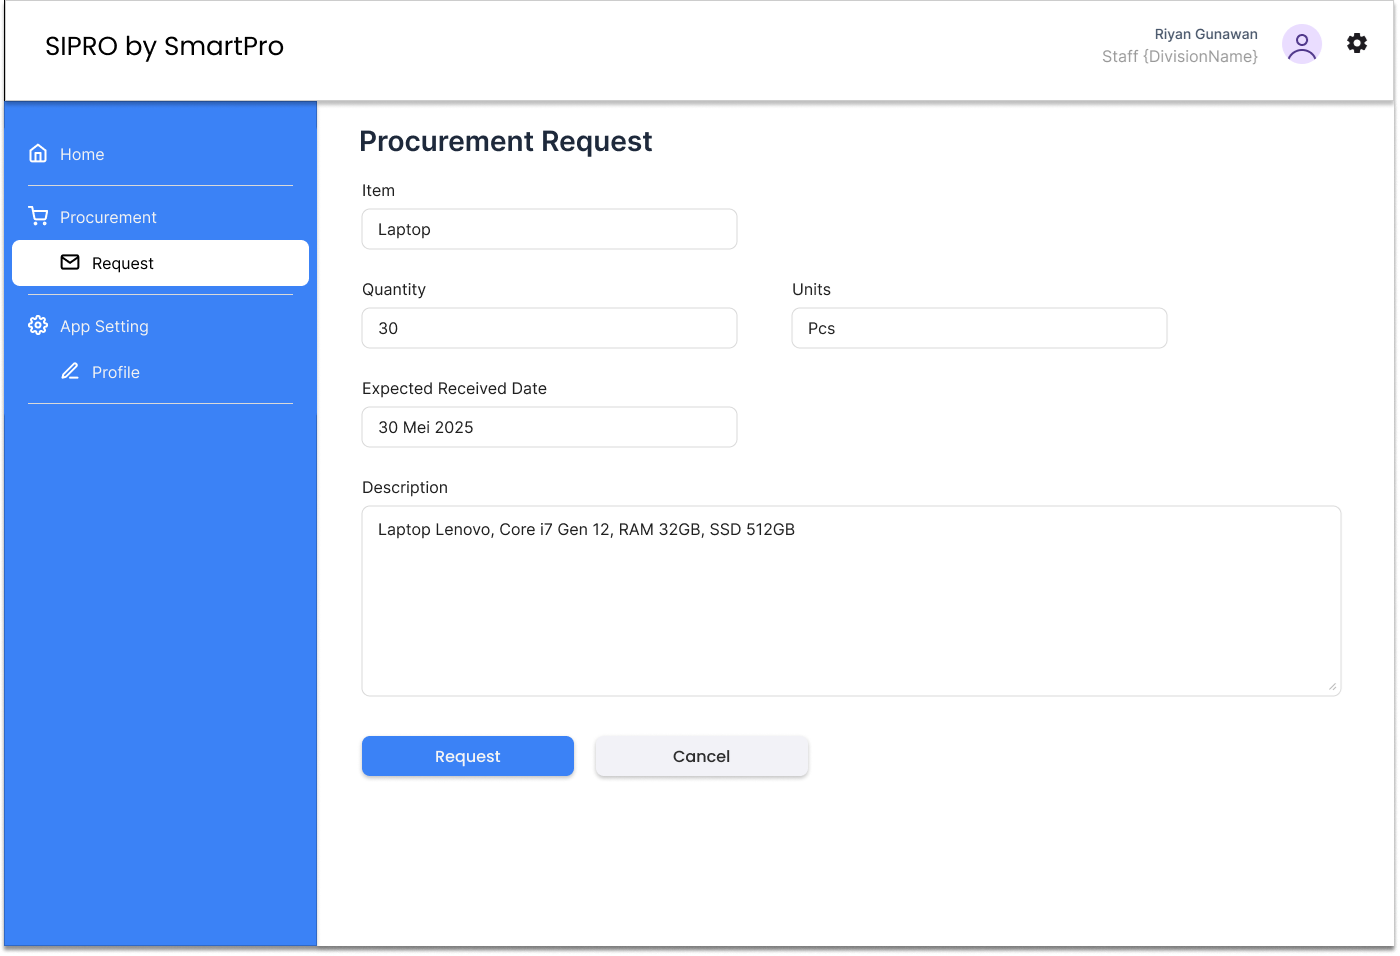 SIPRO by SmartPro
Riyan Gunawan
Staff {DivisionName}
Home
Procurement
Request
App Setting
Profile
Procurement Request
Item
Laptop
Quantity
Units
30
Pcs
Expected Received Date
30 Mei 2025
Description
Laptop Lenovo, Core i7 Gen 12, RAM 32GB, SSD 512GB
Request
Cancel